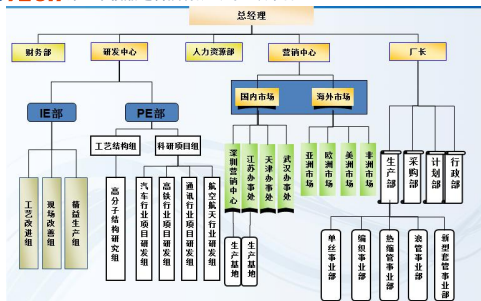 总经理
财务部
研发中心
人力资源部
营销中心
厂长
国内市场
海外市场
IE部
PE部
工艺结构组
科研项目组
工艺改进组
现场改善组
精益生产组
高分子结构研究组
汽车行业项目研发组
高铁行业项目研发组
通讯行业项目研发组
航空航天行业研发组
深圳营销中心
江苏办事处
天津办事处
武汉办事处
亚洲市场
欧洲市场
美洲市场
非洲市场
生产部
采购部
计划部
行政部
生产基地
生产基地
单丝事业部
编织事业部
热缩管事业部
浪管事业部
新型套管事业部